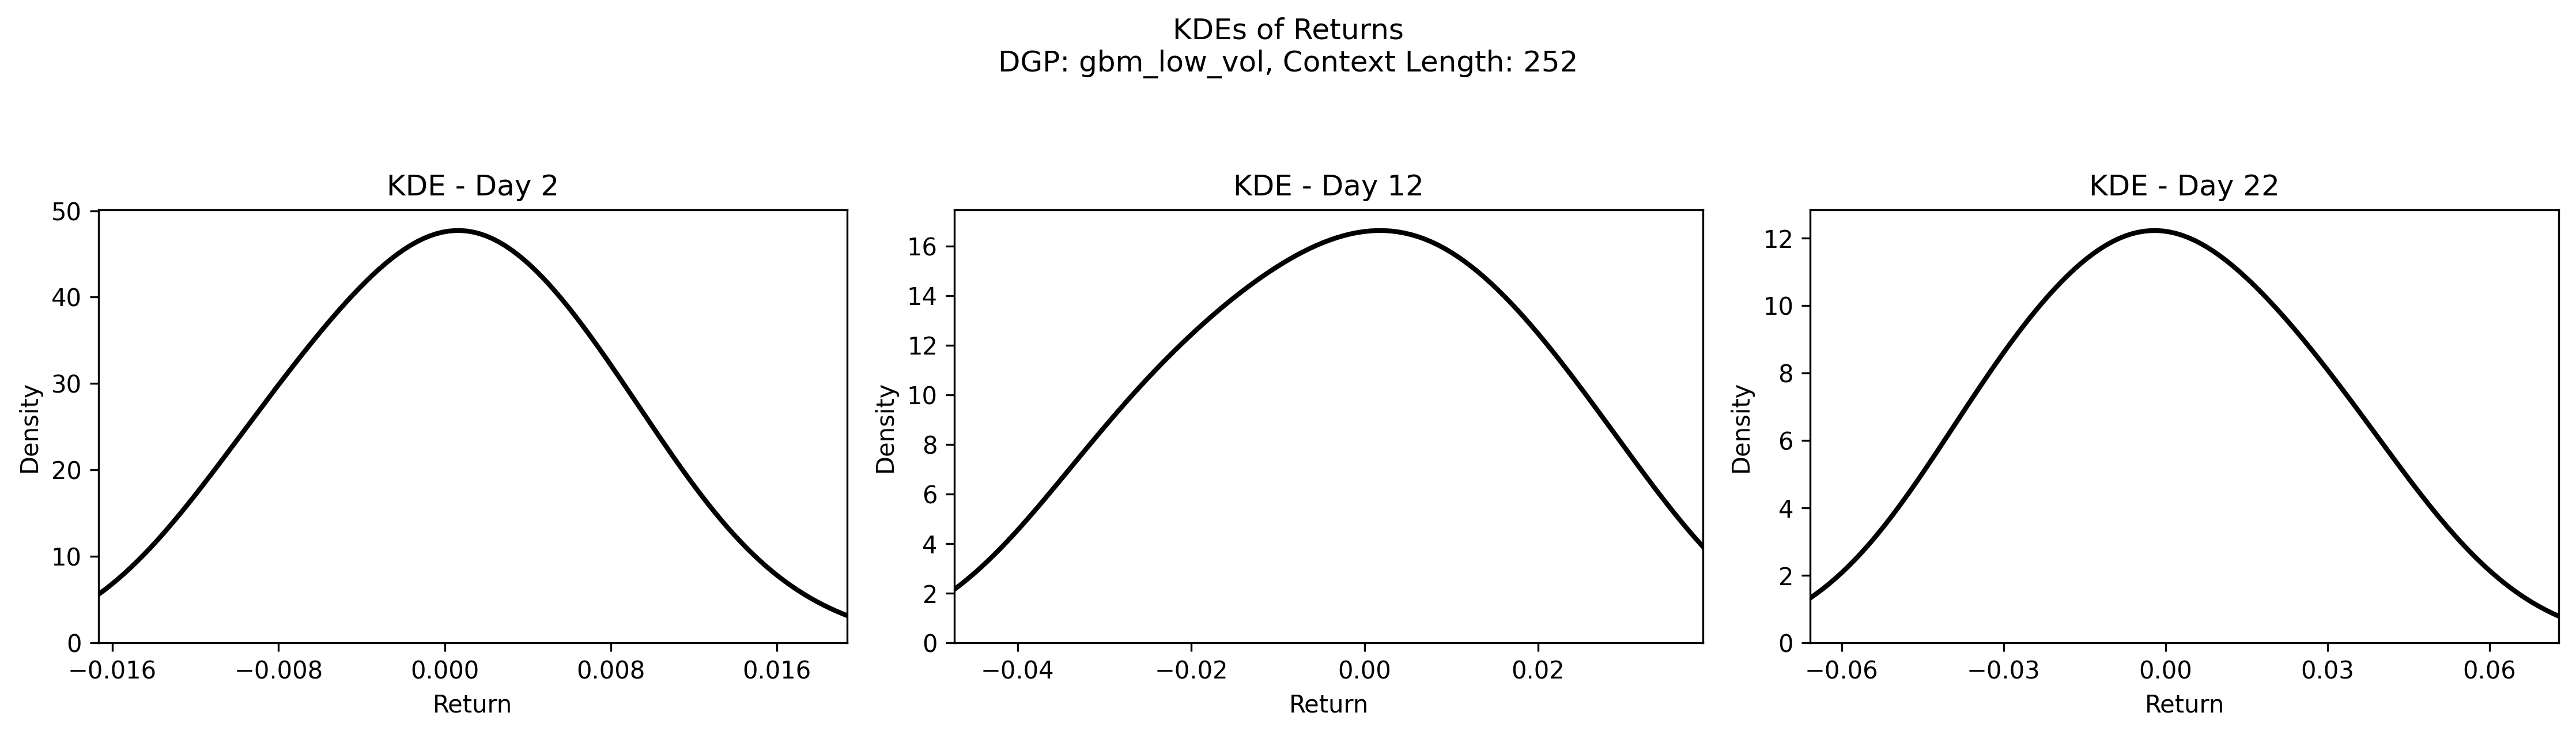 KDEs of Returns
DGP: gbm_low_vol, Context Length: 252
KDE - Day 2
50
40
30
20
10
0
Density
−0.016 −0.008 0.000 0.008 0.016
Return
KDE - Day 12
16
14
12
10
8
6
4
2
0
Density
−0.04 −0.02 0.00 0.02
Return
KDE - Day 22
12
10
8
6
4
2
0
Density
−0.06 −0.03 0.00 0.03 0.06
Return